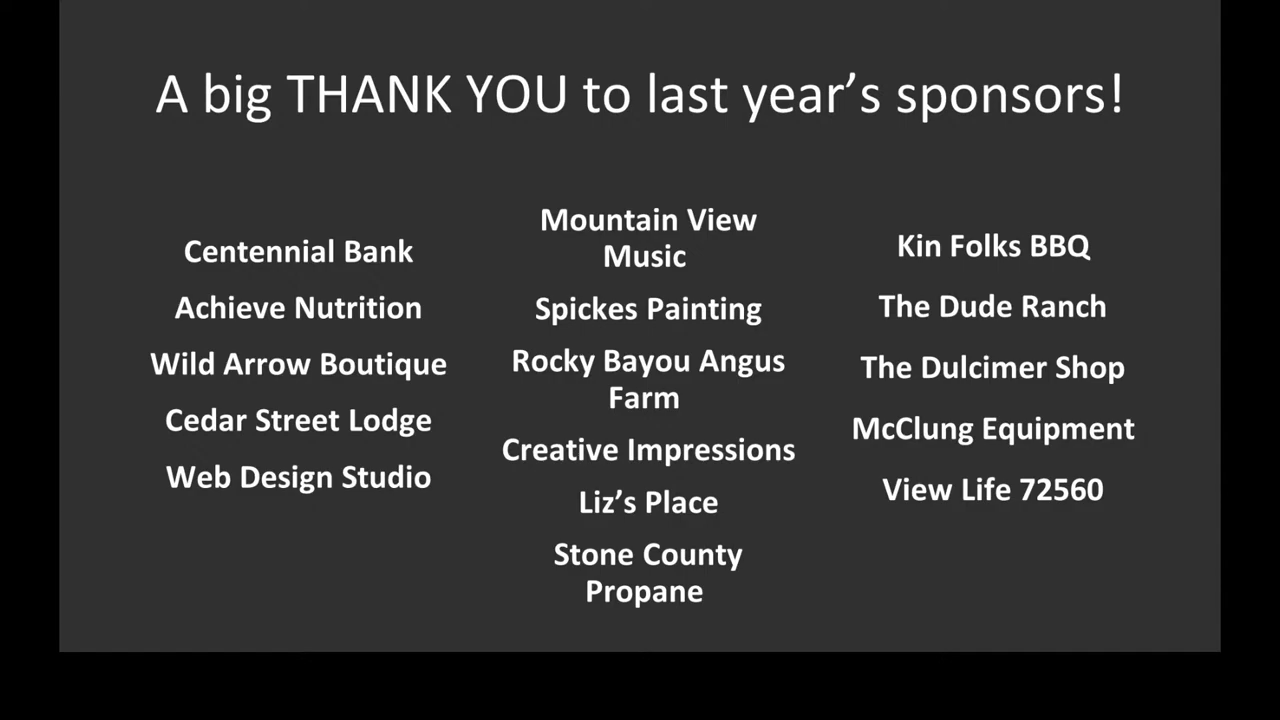 A big THANK YOU to last year’s sponsors!
Centennial Bank
Achieve Nutrition
Wild Arrow Boutique
Cedar Street Lodge
Web Design Studio
Mountain View
Music
Spickes Painting
Rocky Bayou Angus
Farm
Creative Impressions
Liz’s Place
Stone County
Propane
Kin Folks BBQ
The Dude Ranch
The Dulcimer Shop
McClung Equipment
View Life 72560